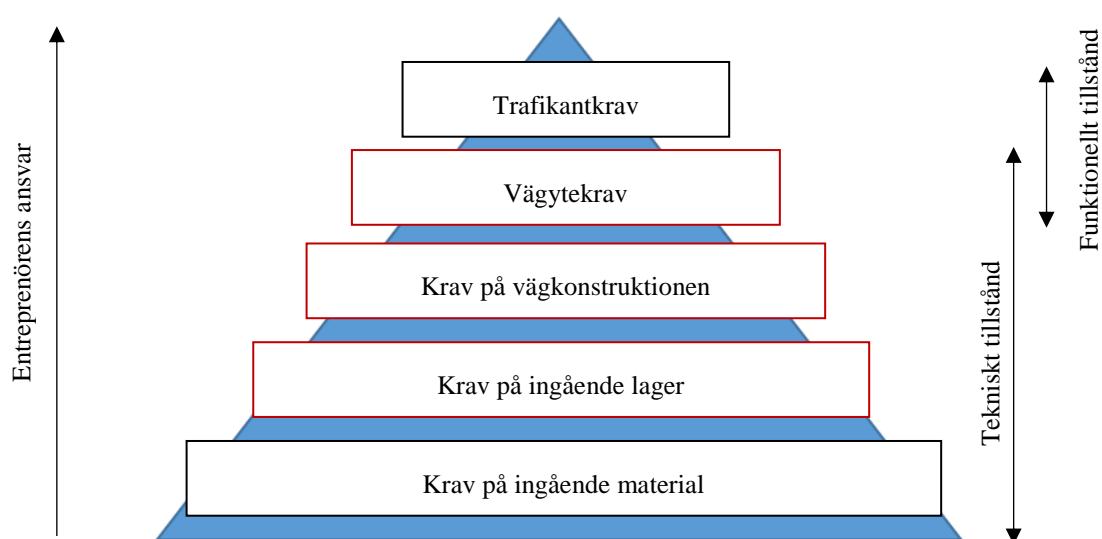 Entreprenörens ansvar
Trafikantkrav
Vägytekrav
Krav på vägkonstruktionen
Krav på ingående lager
Krav på ingående material
Tekniskt tillstånd
Funktionellt tillstånd